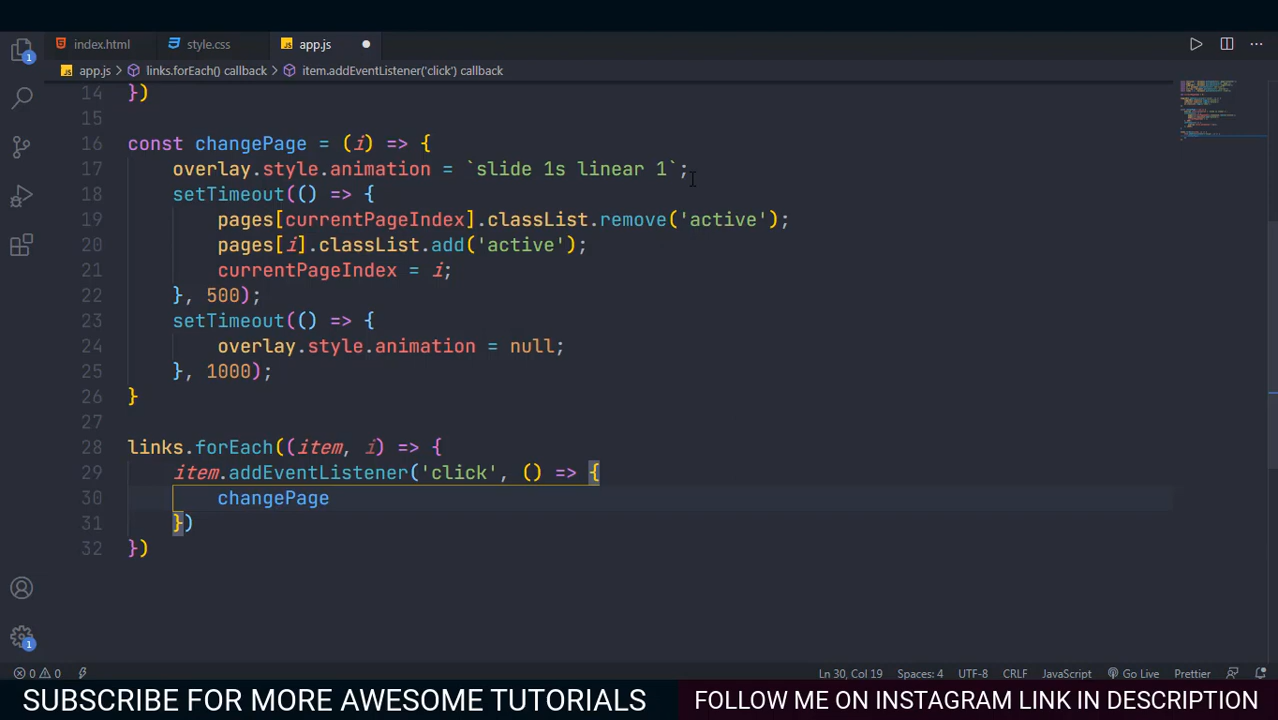 index.html
style.css
app.js
app.js > links.forEach() callback > item.addEventListener('click') callback
14 })
15
16 const changePage = (i) => {
17 overlay.style.animation = `slide 1s linear 1`;
18 setTimeout(() => {
19 pages[currentPageIndex].classList.remove('active');
20 pages[i].classList.add('active');
21 currentPageIndex = i;
22 }, 500);
23 setTimeout(() => {
24 overlay.style.animation = null;
25 }, 1000);
26 }
27
28 links.forEach((item, i) => {
29 item.addEventListener('click', () => {
30 changePage
31 })
32 })
1
1
0 0 Ln 30, Col 19 Spaces: 4 UTF-8 CRLF JavaScript Go Live Prettier
SUBSCRIBE FOR MORE AWESOME TUTORIALS FOLLOW ME ON INSTAGRAM LINK IN DESCRIPTION